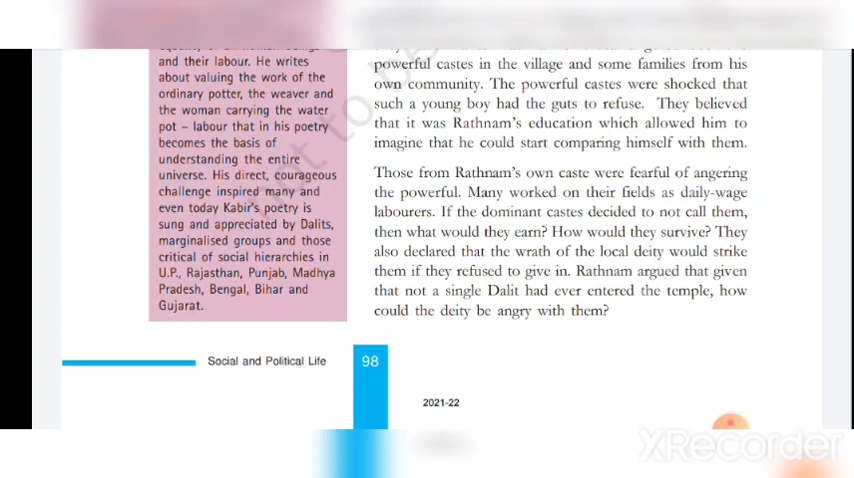 and their labour. He writes
about valuing the work of the
ordinary potter, the weaver and
the woman carrying the water
pot – labour that in his poetry
becomes the basis of
understanding the entire
universe. His direct, courageous
challenge inspired many and
even today Kabir's poetry is
sung and appreciated by Dalits,
marginalised groups and those
critical of social hierarchies in
U.P., Rajasthan, Punjab, Madhya
Pradesh, Bengal, Bihar and
Gujarat.
powerful castes in the village and some families from his
own community. The powerful castes were shocked that
such a young boy had the guts to refuse. They believed
that it was Rathnam's education which allowed him to
imagine that he could start comparing himself with them.
Those from Rathnam's own caste were fearful of angering
the powerful. Many worked on their fields as daily-wage
labourers. If the dominant castes decided to not call them,
then what would they earn? How would they survive? They
also declared that the wrath of the local deity would strike
them if they refused to give in. Rathnam argued that given
that not a single Dalit had ever entered the temple, how
could the deity be angry with them?
Social and Political Life
98
2021-22
not to be
XRecorder